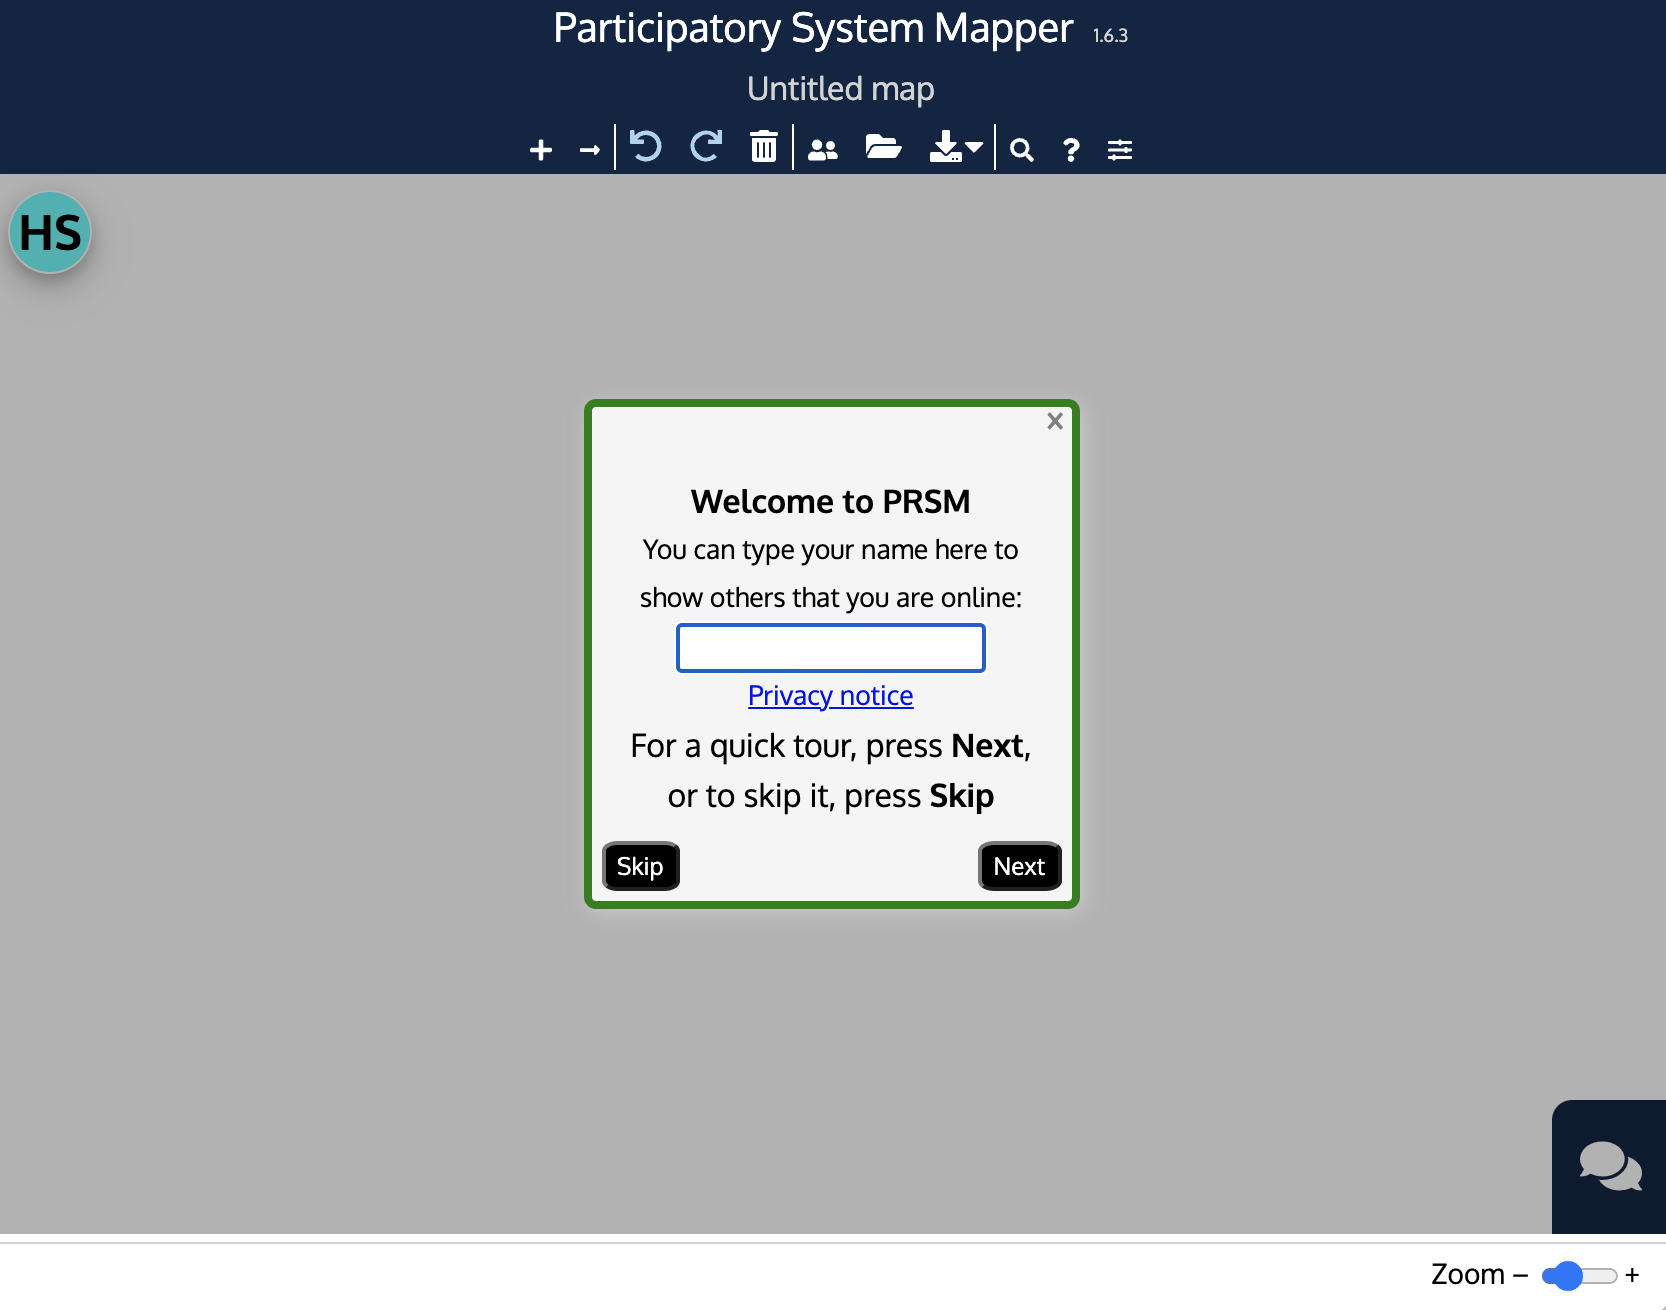 Participatory System Mapper 1.6.3
Untitled map
HS
Welcome to PRSM
You can type your name here to
show others that you are online:
Privacy notice
For a quick tour, press Next,
or to skip it, press Skip
Skip Next
Zoom − +